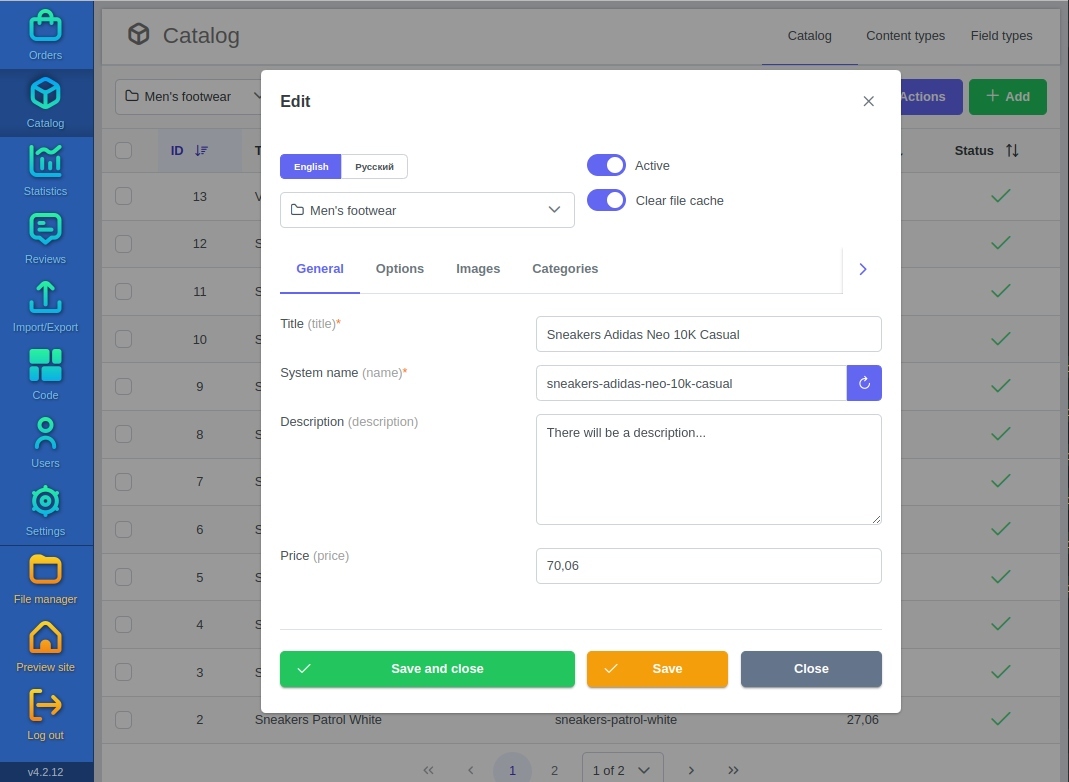 Orders
Catalog
Statistics
Reviews
Import/Export
Code
Users
Settings
File manager
Preview site
Log out
v4.2.12
Catalog
Catalog Content types Field types
Men's footwear
Actions
Add
ID
Status
13
12
11
10
9
8
7
6
5
4
3
2 Sneakers Patrol White sneakers-patrol-white 27,06
1 2 1 of 2
Edit
English Русский
Active
Men's footwear
Clear file cache
General Options Images Categories
Title (title)*
Sneakers Adidas Neo 10K Casual
System name (name)*
sneakers-adidas-neo-10k-casual
Description (description)
There will be a description...
Price (price)
70,06
Save and close Save Close